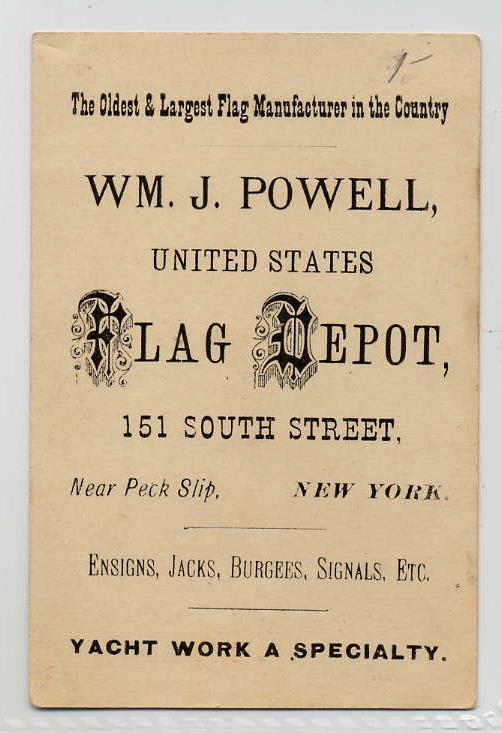 1-
The Oldest & Largest Flag Manufacturer in the Country
WM. J. POWELL,
UNITED STATES
FLAG DEPOT,
151 SOUTH STREET,
Near Peck Slip, NEW YORK.
ENSIGNS, JACKS, BURGEES, SIGNALS, ETC.
YACHT WORK A SPECIALTY.